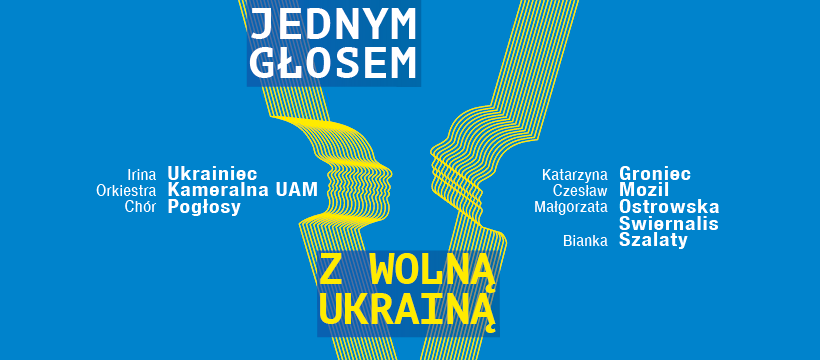 JEDNYM
GŁOSEM
Irina Ukrainiec
Orkiestra Kameralna UAM
Chór Pogłosy
Katarzyna Groniec
Czesław Mozil
Małgorzata Ostrowska
Swiernalis
Bianka Szalaty
Z WOLNĄ
UKRAINĄ